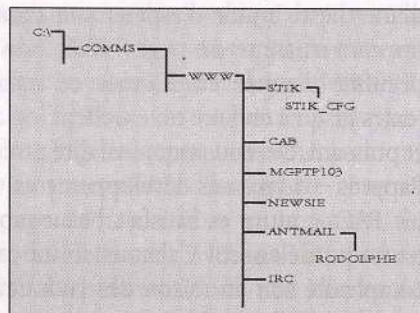 C:\
COMMS
WWW
STIK
STIK_CFG
CAB
MGFTP103
NEWSIE
ANTMAIL
RODOLPHE
IRC